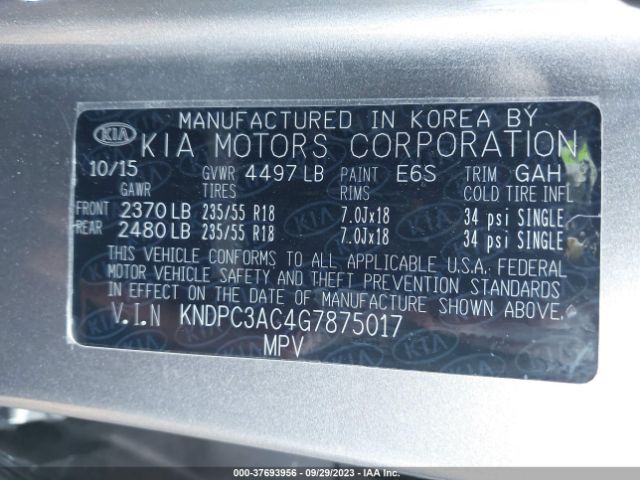 MANUFACTURED IN KOREA BY
KIA KIA MOTORS CORPORATION
10/15 GVWR 4497 LB PAINT E6S TRIM GAH
GAWR TIRES RIMS COLD TIRE INFL
FRONT 2370 LB 235/55 R18 7.0Jx18 34 psi SINGLE
REAR 2480 LB 235/55 R18 7.0Jx18 34 psi SINGLE
THIS VEHICLE CONFORMS TO ALL APPLICABLE U.S.A. FEDERAL
MOTOR VEHICLE SAFETY AND THEFT PREVENTION STANDARDS
IN EFFECT ON THE DATE OF MANUFACTURE SHOWN ABOVE.
V.I.N KNDPC3AC4G7875017
MPV
000-37693956 - 09/29/2023 - IAA Inc.